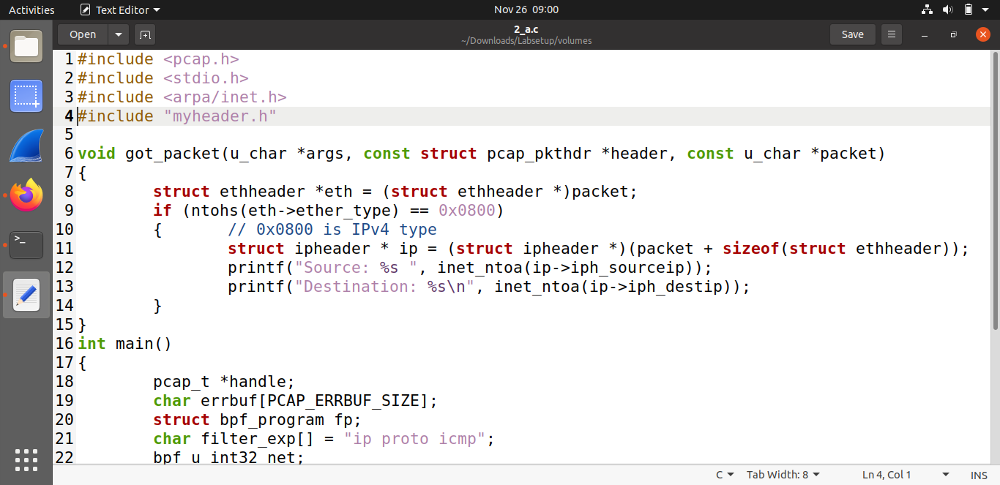 Activities Text Editor Nov 26 09:00
Open 2_a.c Save
~/Downloads/Labsetup/volumes
1 #include <pcap.h>
2 #include <stdio.h>
3 #include <arpa/inet.h>
4 #include "myheader.h"
5
6 void got_packet(u_char *args, const struct pcap_pkthdr *header, const u_char *packet)
7 {
8 struct ethheader *eth = (struct ethheader *)packet;
9 if (ntohs(eth->ether_type) == 0x0800)
10 { // 0x0800 is IPv4 type
11 struct ipheader * ip = (struct ipheader *)(packet + sizeof(struct ethheader));
12 printf("Source: %s ", inet_ntoa(ip->iph_sourceip));
13 printf("Destination: %s\n", inet_ntoa(ip->iph_destip));
14 }
15 }
16 int main()
17 {
18 pcap_t *handle;
19 char errbuf[PCAP_ERRBUF_SIZE];
20 struct bpf_program fp;
21 char filter_exp[] = "ip proto icmp";
22 bpf_u_int32 net;
C Tab Width: 8 Ln 4, Col 1 INS